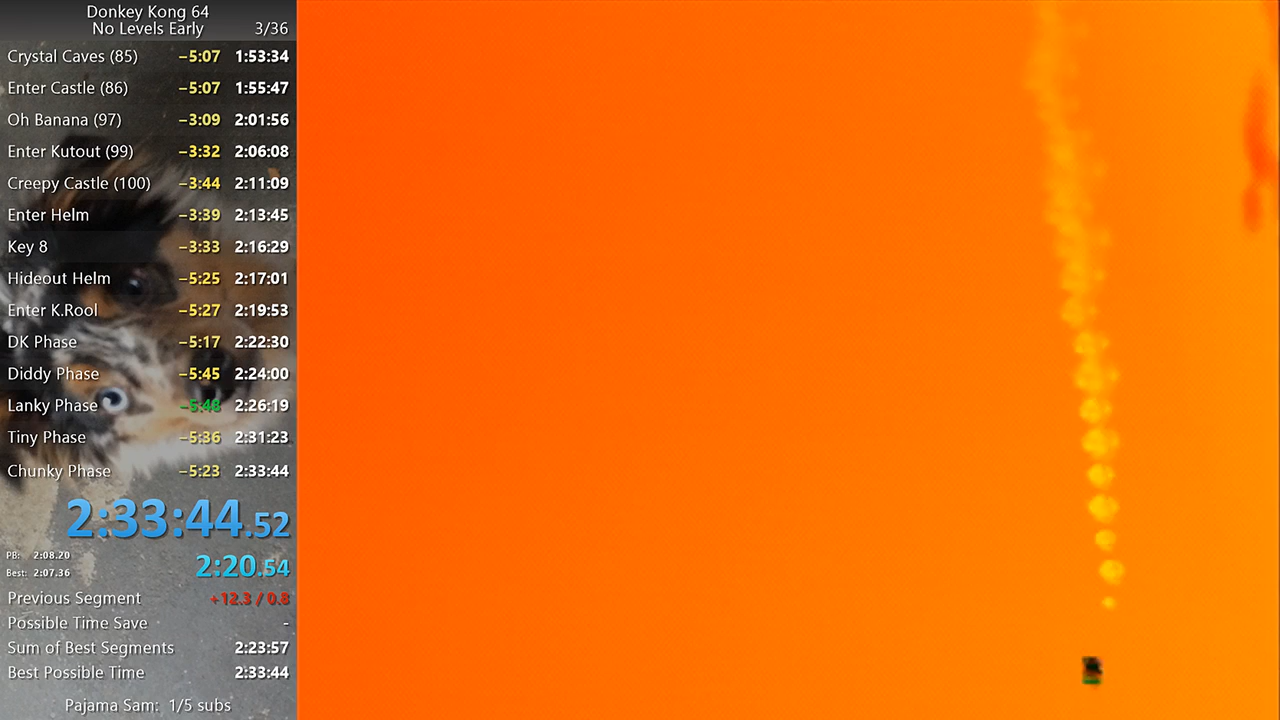 Donkey Kong 64
No Levels Early 3/36
Crystal Caves (85) −5:07 1:53:34
Enter Castle (86) −5:07 1:55:47
Oh Banana (97) −3:09 2:01:56
Enter Kutout (99) −3:32 2:06:08
Creepy Castle (100) −3:44 2:11:09
Enter Helm −3:39 2:13:45
Key 8 −3:33 2:16:29
Hideout Helm −5:25 2:17:01
Enter K.Rool −5:27 2:19:53
DK Phase −5:17 2:22:30
Diddy Phase −5:45 2:24:00
Lanky Phase −5:48 2:26:19
Tiny Phase −5:36 2:31:23
Chunky Phase −5:23 2:33:44
2:33:44.52
PB: 2:08.20
Best: 2:07.36
2:20.54
Previous Segment +12.3 / 0.8
Possible Time Save -
Sum of Best Segments 2:23:57
Best Possible Time 2:33:44
Pajama Sam: 1/5 subs